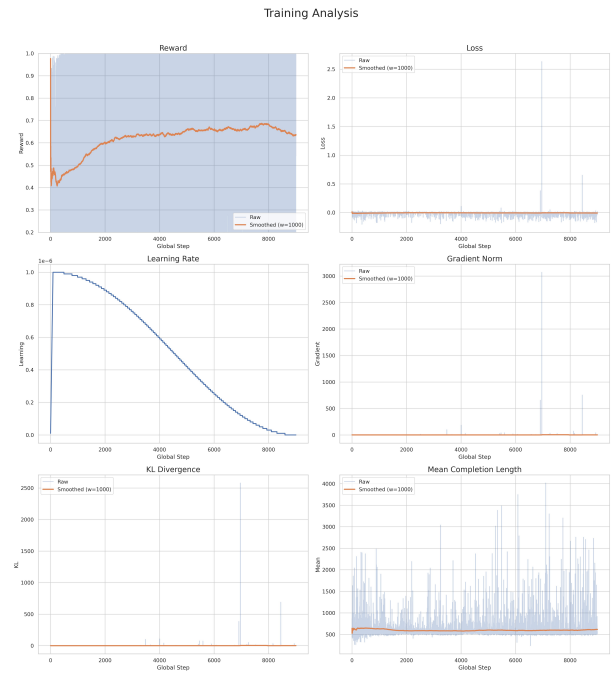 Training Analysis
Reward
Reward
1.0
0.9
0.8
0.7
0.6
0.5
0.4
0.3
0.2
Raw
Smoothed (w=1000)
0
2000
4000
6000
8000
Global Step
Loss
Loss
Raw
Smoothed (w=1000)
2.5
2.0
1.5
1.0
0.5
0.0
0
2000
4000
6000
8000
Global Step
Learning Rate
1e−6
Learning
1.0
0.8
0.6
0.4
0.2
0.0
0
2000
4000
6000
8000
Global Step
Gradient Norm
Gradient
Raw
Smoothed (w=1000)
3000
2500
2000
1500
1000
500
0
0
2000
4000
6000
8000
Global Step
KL Divergence
KL
Raw
Smoothed (w=1000)
2500
2000
1500
1000
500
0
0
2000
4000
6000
8000
Global Step
Mean Completion Length
Mean
Raw
Smoothed (w=1000)
4000
3500
3000
2500
2000
1500
1000
500
0
2000
4000
6000
8000
Global Step